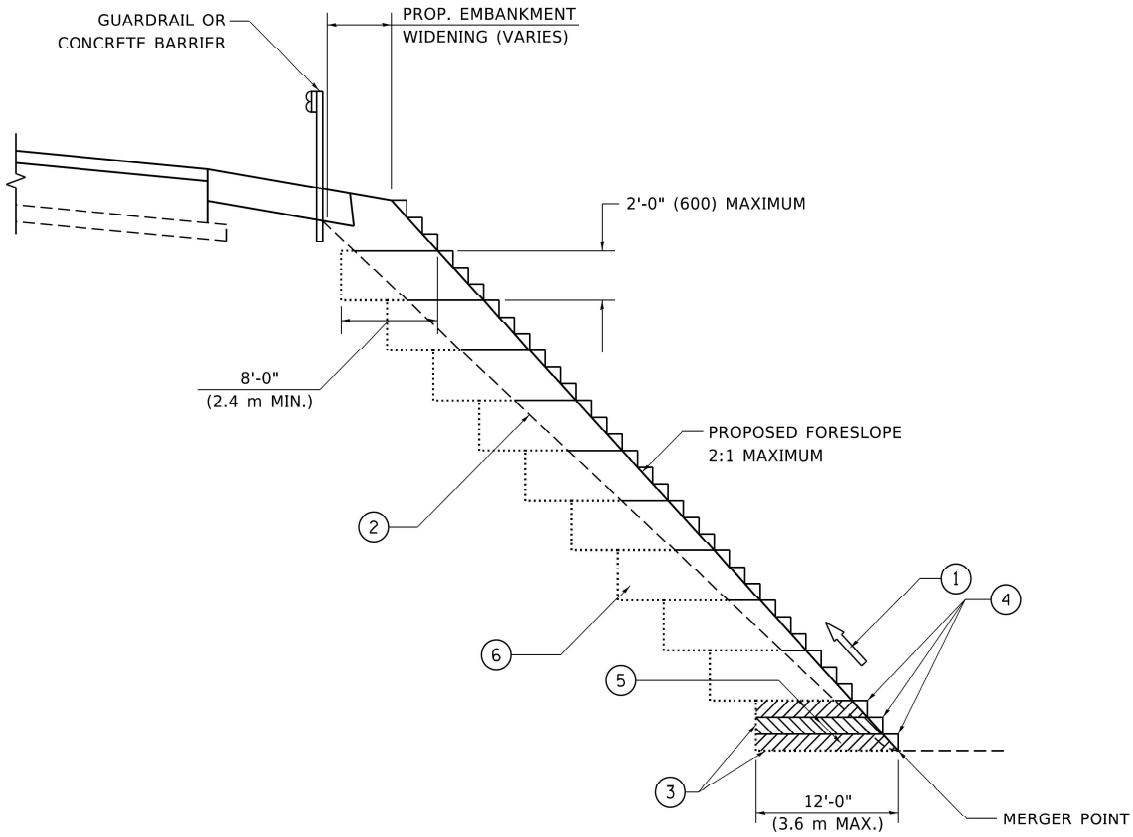 GUARDRAIL OR
CONCRETE BARRIER
PROP. EMBANKMENT
WIDENING (VARIES)
2'-0" (600) MAXIMUM
8'-0"
(2.4 m MIN.)
PROPOSED FORESLOPE
2:1 MAXIMUM
2
1
4
6
5
3
12'-0"
(3.6 m MAX.)
MERGER POINT